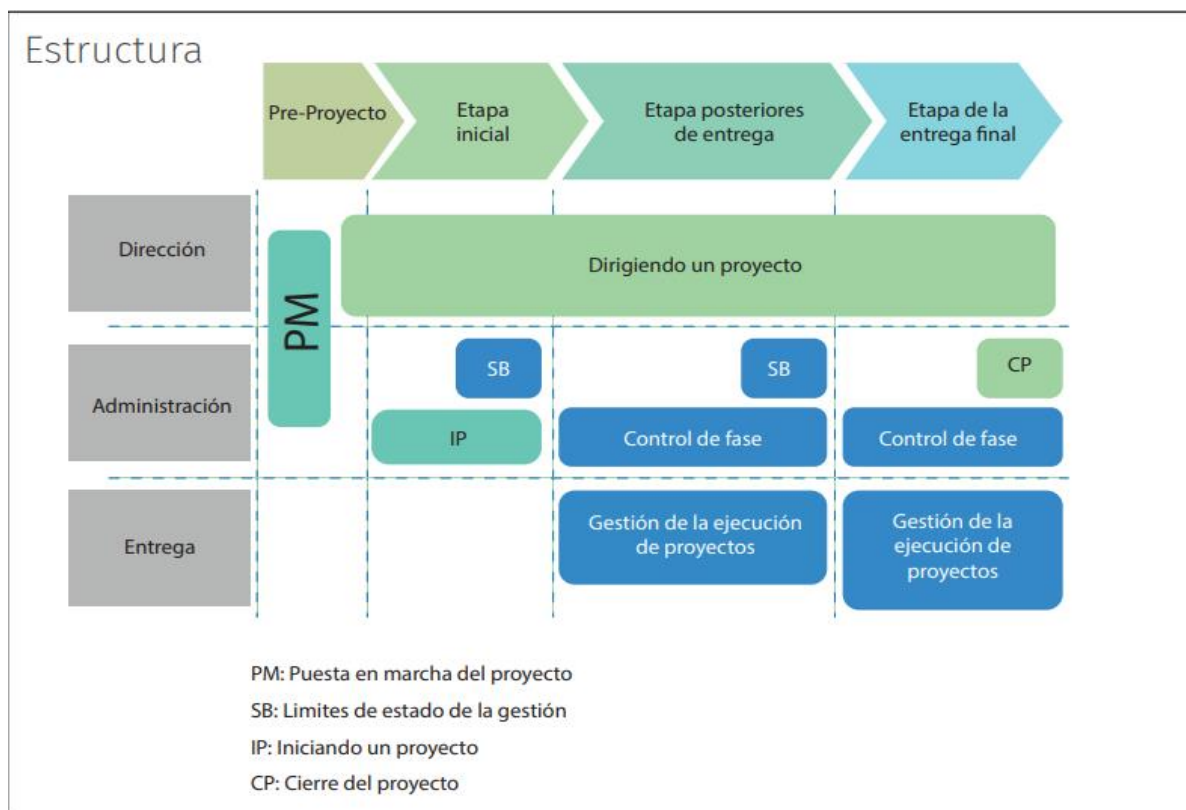 Estructura
Pre-Proyecto
Etapa
inicial
Etapa posteriores
de entrega
Etapa de la
entrega final
Dirección
PM
Dirigiendo un proyecto
Administración
SB
SB
CP
IP
Control de fase
Control de fase
Entrega
Gestión de la ejecución
de proyectos
Gestión de la
ejecución de
proyectos
PM: Puesta en marcha del proyecto
SB: Limites de estado de la gestión
IP: Iniciando un proyecto
CP: Cierre del proyecto